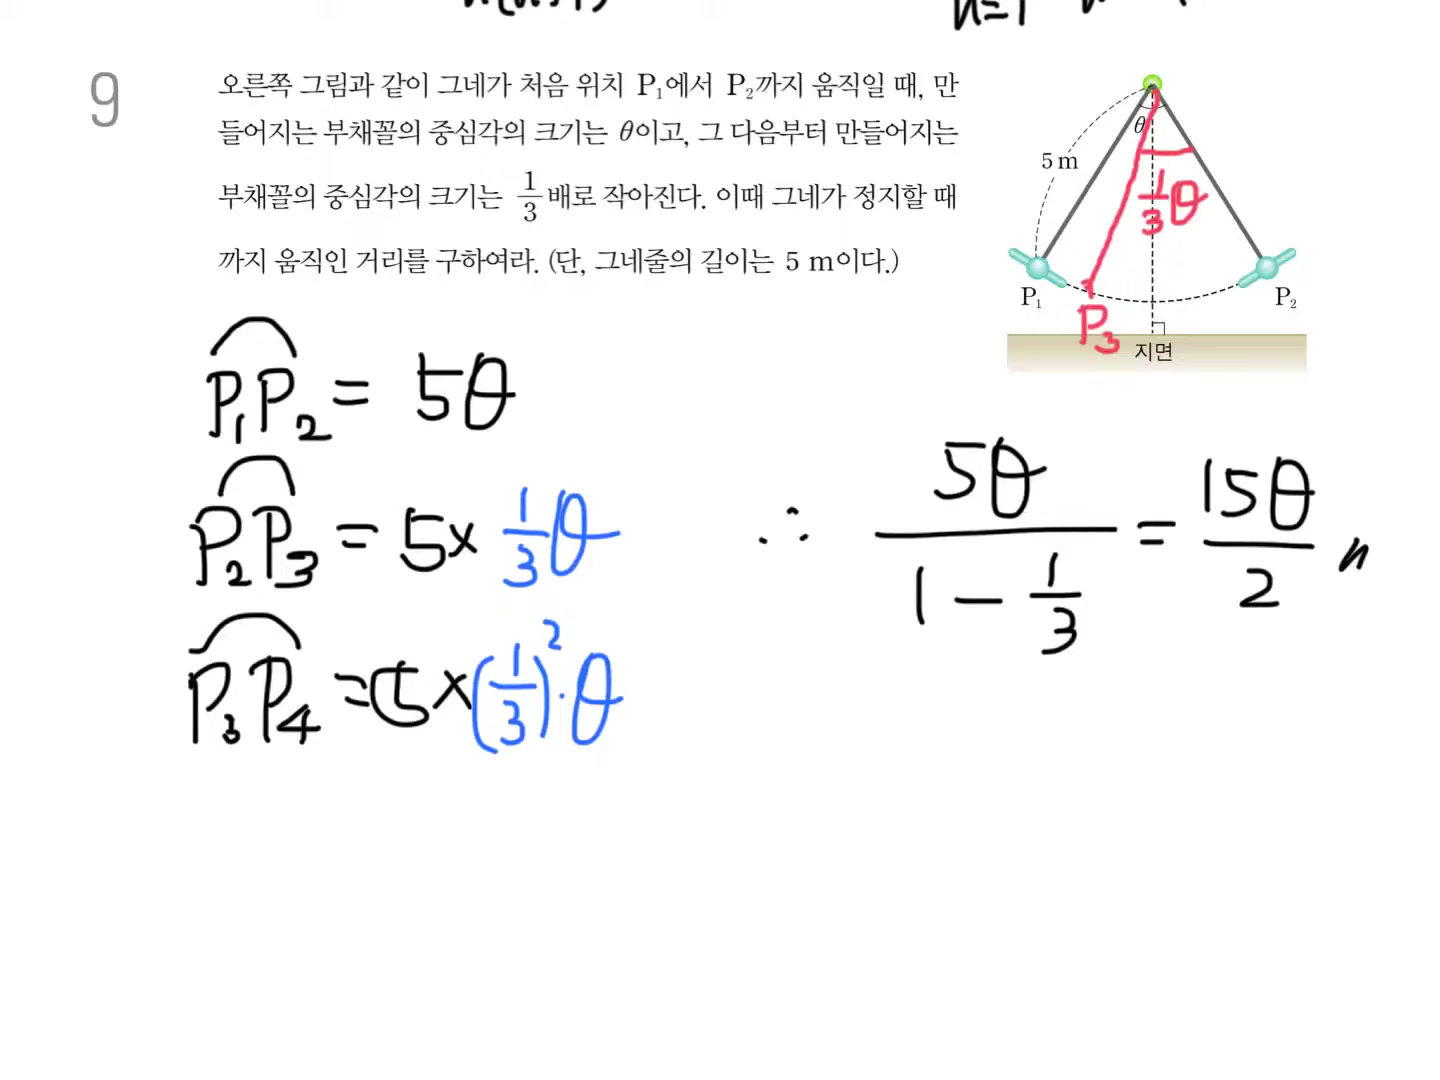 n=1
9
오른쪽 그림과 같이 그네가 처음 위치 P₁에서 P₂까지 움직일 때, 만
들어지는 부채꼴의 중심각의 크기는 θ이고, 그 다음부터 만들어지는
부채꼴의 중심각의 크기는 1/3배로 작아진다. 이때 그네가 정지할 때
까지 움직인 거리를 구하여라. (단, 그네줄의 길이는 5 m이다.)
θ
5 m
1/3 θ
P₁
P₂
P₃
지면
P₁P₂ = 5θ
P₂P₃ = 5× 1/3 θ
P₃P₄ = 5×(1/3)²·θ
∴ 5θ/(1 − 1/3) = 15θ/2